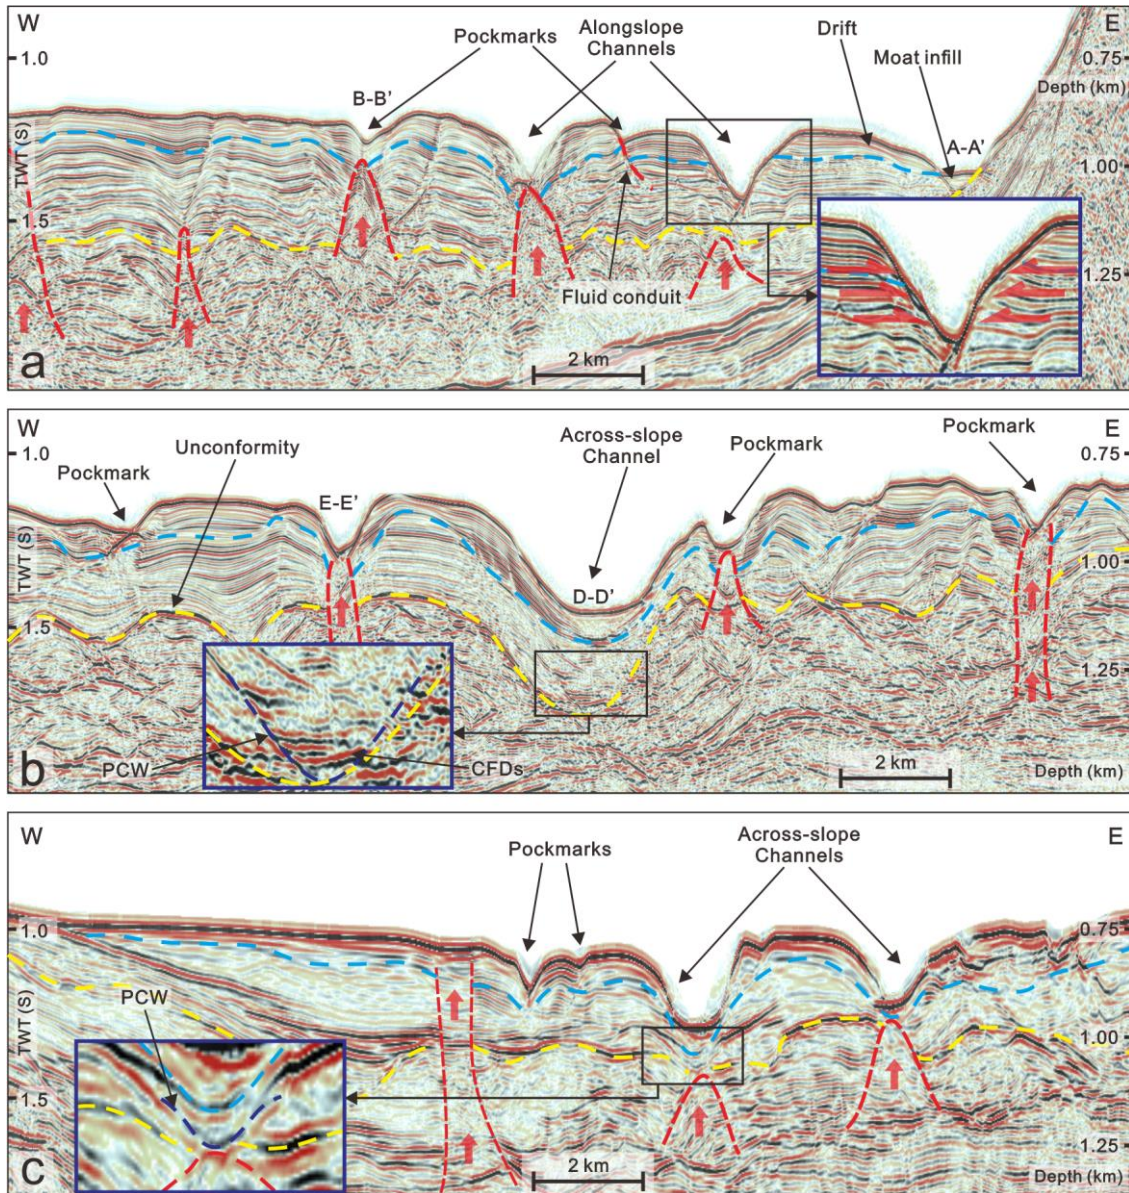 W
E
1.0
Pockmarks
Alongslope
Channels
Drift
Moat infill
0.75
Depth (km)
B-B’
A-A’
TWT (S)
1.00
1.5
Fluid conduit
1.25
2 km
a
W
E
1.0
Pockmark
Unconformity
E-E’
Across-slope
Channel
Pockmark
Pockmark
0.75
TWT (S)
1.00
D-D’
1.5
1.25
PCW
CFDs
2 km
b
Depth (km)
W
E
Pockmarks
Across-slope
Channels
1.0
0.75
PCW
TWT (S)
1.00
1.5
1.25
2 km
c
Depth (km)